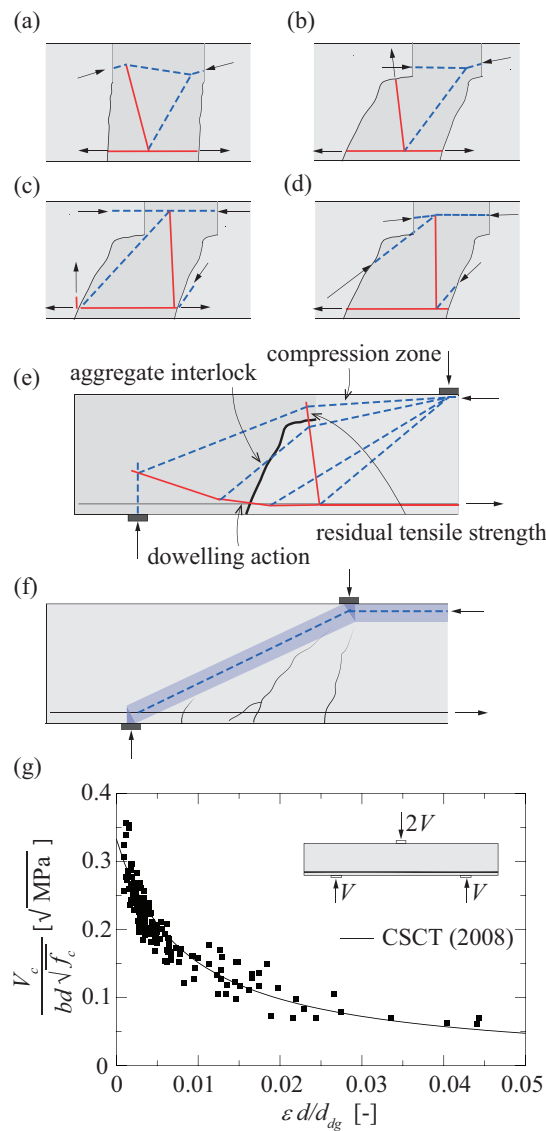 (a)
(b)
(c)
(d)
(e)
compression zone
aggregate interlock
residual tensile strength
dowelling action
(f)
(g)
0.4
0.3
0.2
0.1
0
V_c / bd√f_c [√MPa]
2V
V
V
CSCT (2008)
0
0.01
0.02
0.03
0.04
0.05
ε d/d_dg [-]